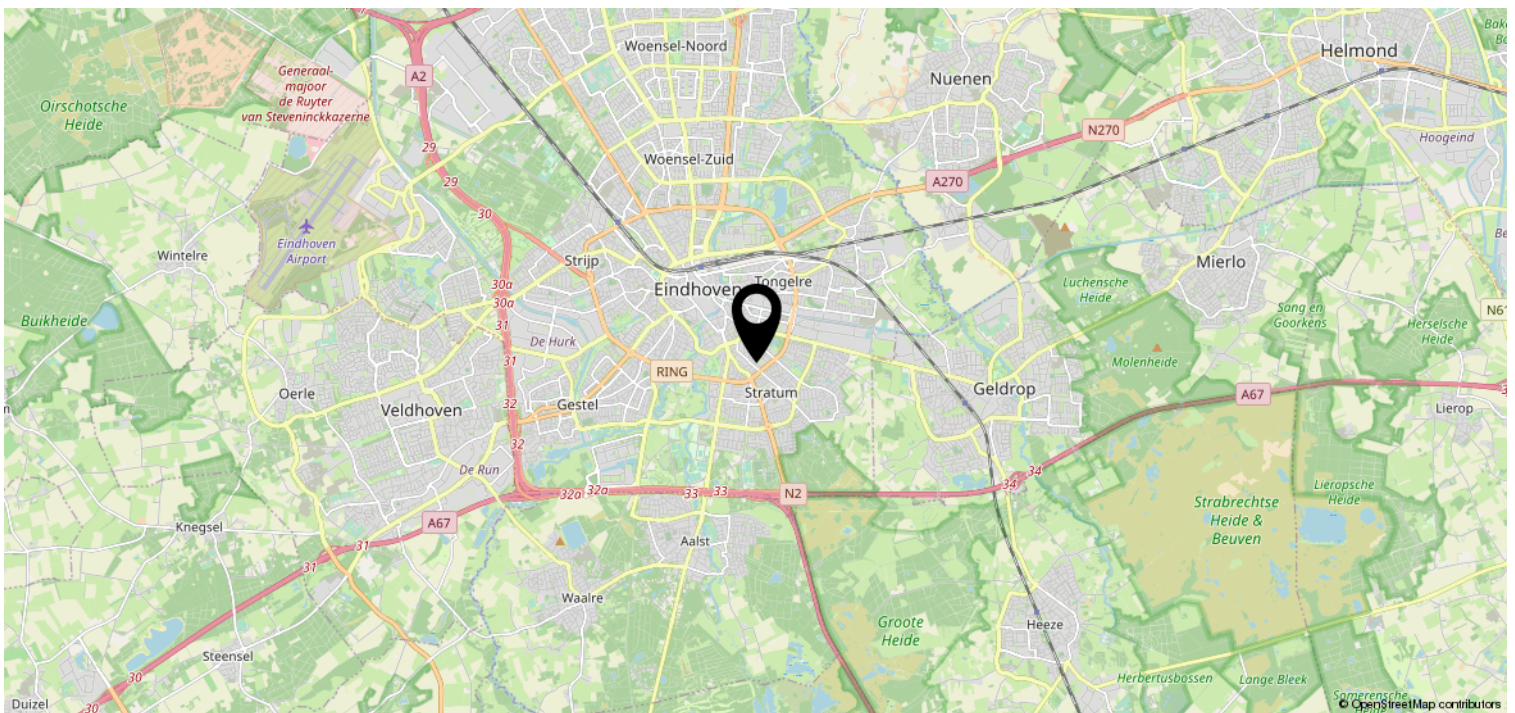 Woensel-Noord
Helmond
A2
Nuenen
Generaal-
majoor
de Ruyter
van Steveninckkazerne
Oirschotsche
Heide
N270
Hoogeind
29
Woensel-Zuid
29
A270
30
Wintelre
Eindhoven
Airport
Strijp
Mierlo
30a
Tongelre
Luchensche
Heide
Eindhoven
30a
Sang en
Goorkens
N61
Buikheide
31
Herselsche
Heide
De Hurk
31
Molenheide
RING
Oerle
Stratum
Geldrop
A67
32
Gestel
Veldhoven
Lierop
32
De Run
34
34
32a
32a
33
33
N2
Lieropsche
Heide
Strabrechtse
Heide &
Beuven
Knegsel
A67
31
Aalst
31
Waalre
Groote
Heide
Heeze
Steensel
30
Herbertusbossen
Lange Bleek
Somerensche
Duizel
30
© OpenStreetMap contributors